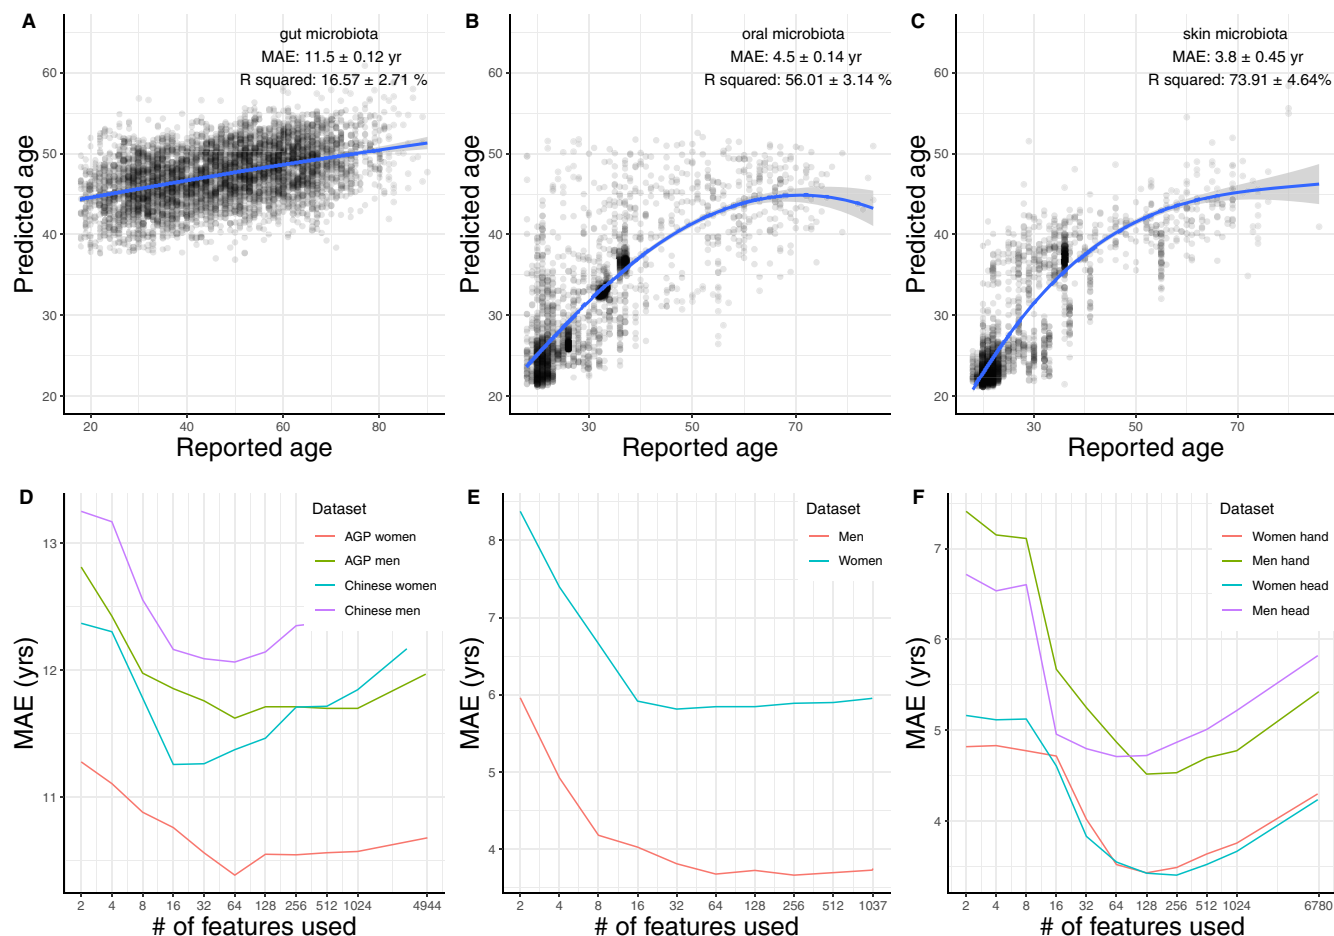 A
gut microbiota
MAE: 11.5 ± 0.12 yr
R squared: 16.57 ± 2.71 %
Predicted age
60
50
40
30
20
20 40 60 80
Reported age
B
oral microbiota
MAE: 4.5 ± 0.14 yr
R squared: 56.01 ± 3.14 %
Predicted age
60
50
40
30
20
30 50 70
Reported age
C
skin microbiota
MAE: 3.8 ± 0.45 yr
R squared: 73.91 ± 4.64%
Predicted age
60
50
40
30
20
30 50 70
Reported age
D
Dataset
AGP women
AGP men
Chinese women
Chinese men
MAE (yrs)
13
12
11
2 4 8 16 32 64 128 256 512 1024 4944
# of features used
E
Dataset
Men
Women
MAE (yrs)
8
7
6
5
4
2 4 8 16 32 64 128 256 512 1037
# of features used
F
Dataset
Women hand
Men hand
Women head
Men head
MAE (yrs)
7
6
5
4
2 4 8 16 32 64 128 256 512 1024 6780
# of features used